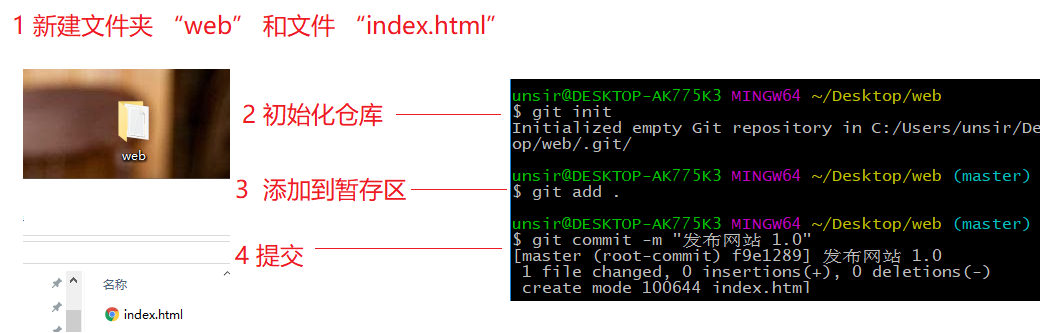 1 新建文件夹 “web” 和文件 “index.html”
web
2 初始化仓库
3 添加到暂存区
4 提交
名称
index.html
unsir@DESKTOP-AK775K3 MINGW64 ~/Desktop/web
$ git init
Initialized empty Git repository in C:/Users/unsir/De
op/web/.git/
unsir@DESKTOP-AK775K3 MINGW64 ~/Desktop/web (master)
$ git add .
unsir@DESKTOP-AK775K3 MINGW64 ~/Desktop/web (master)
$ git commit -m "发布网站 1.0"
[master (root-commit) f9e1289] 发布网站 1.0
1 file changed, 0 insertions(+), 0 deletions(-)
create mode 100644 index.html